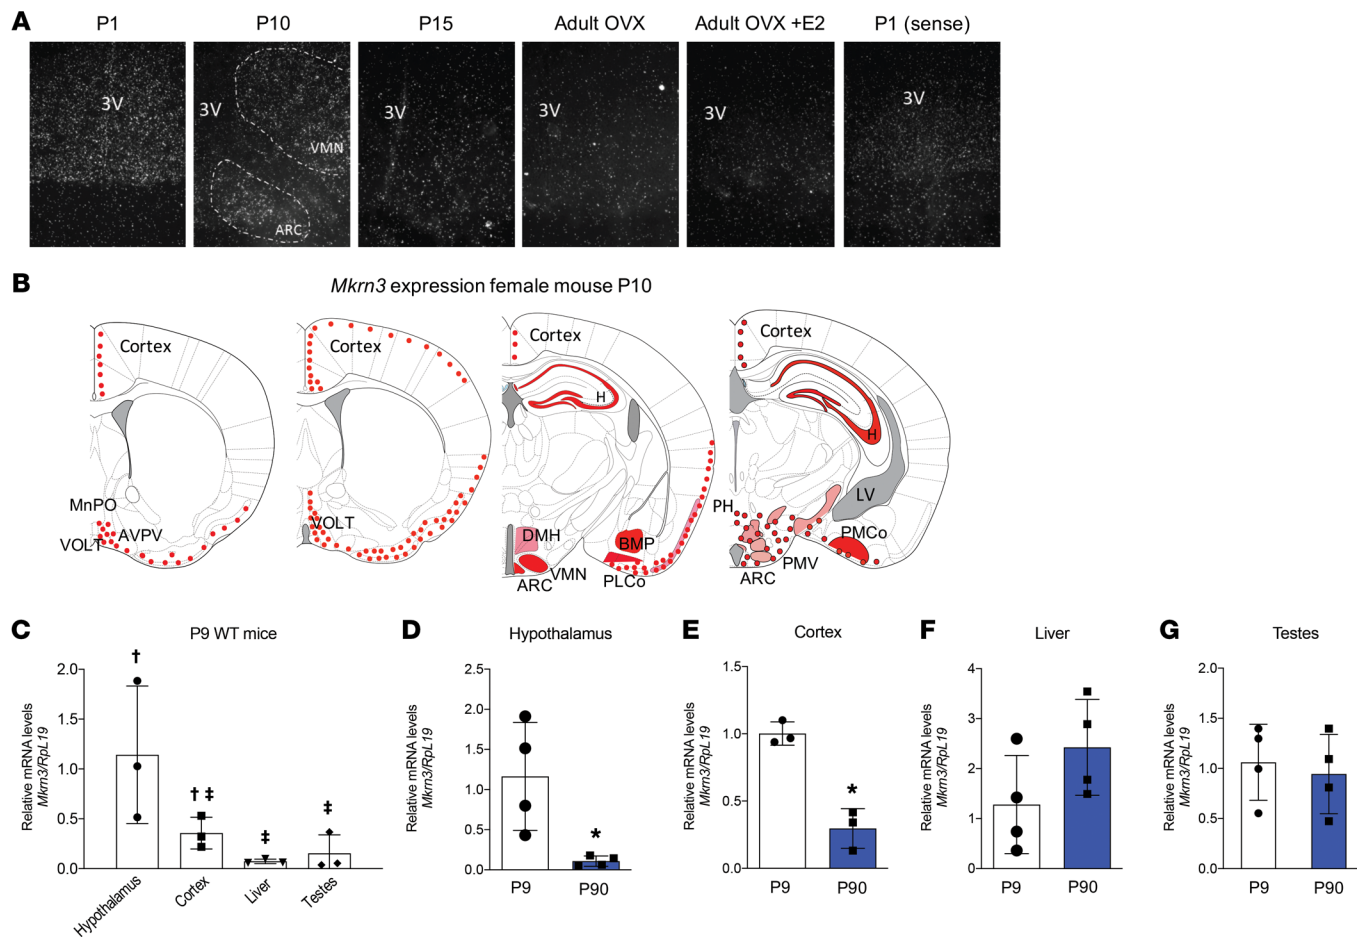 A
P1
P10
P15
Adult OVX
Adult OVX +E2
P1 (sense)
3V
3V
VMN
ARC
3V
3V
3V
3V
B
Mkrn3 expression female mouse P10
Cortex
MnPO
AVPV
VOLT
Cortex
VOLT
Cortex
H
DMH
BMP
VMN
ARC
PLCo
Cortex
H
LV
PH
PMCo
PMV
ARC
C
P9 WT mice
Relative mRNA levels
Mkrn3/RpL19
2.0
1.5
1.0
0.5
0.0
†
† ‡
‡
‡
Hypothalamus
Cortex
Liver
Testes
D
Hypothalamus
Relative mRNA levels
Mkrn3/RpL19
2.5
2.0
1.5
1.0
0.5
0.0
*
P9
P90
E
Cortex
Relative mRNA levels
Mkrn3/RpL19
1.5
1.0
0.5
0.0
*
P9
P90
F
Liver
Relative mRNA levels
Mkrn3/RpL19
4
3
2
1
0
P9
P90
G
Testes
Relative mRNA levels
Mkrn3/RpL19
2.0
1.5
1.0
0.5
0.0
P9
P90